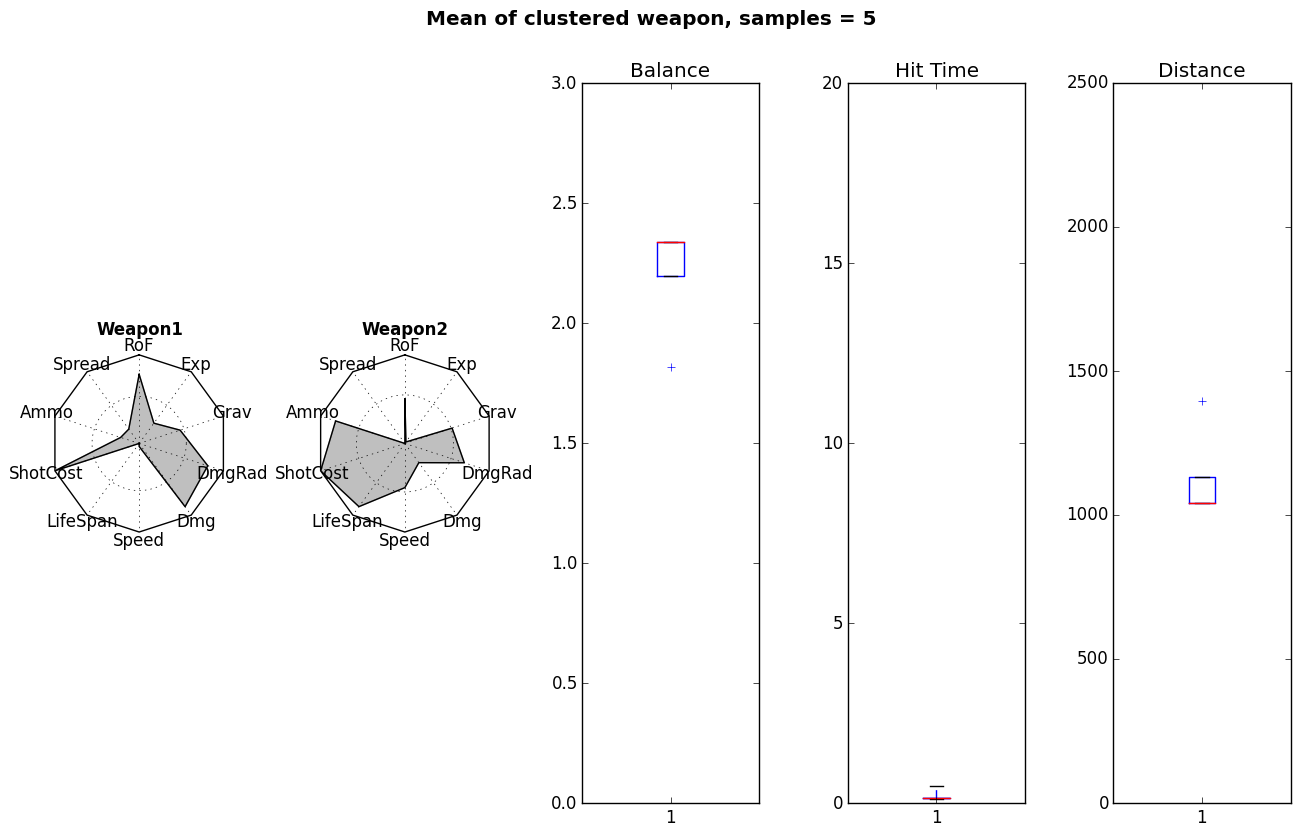 Mean of clustered weapon, samples = 5
Weapon1
RoF
Spread
Exp
Ammo
Grav
ShotCost
DmgRad
LifeSpan
Dmg
Speed
Weapon2
RoF
Spread
Exp
Ammo
Grav
ShotCost
DmgRad
LifeSpan
Dmg
Speed
Balance
3.0
2.5
2.0
1.5
1.0
0.5
0.0
1
Hit Time
20
15
10
5
0
1
Distance
2500
2000
1500
1000
500
0
1